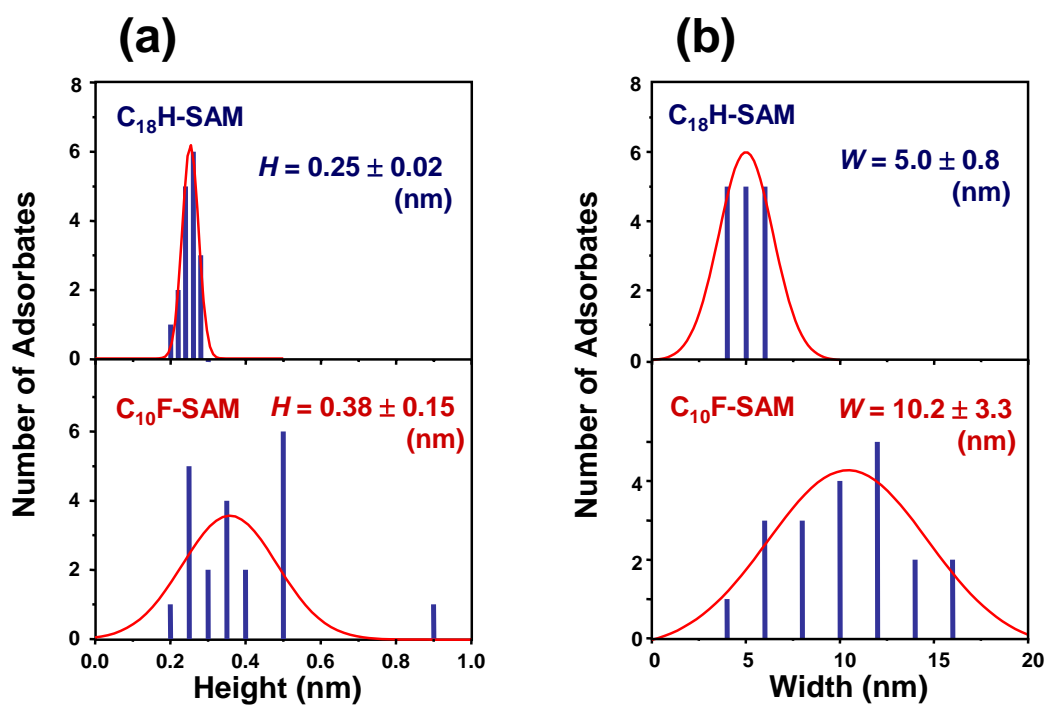 (a)
(b)
Number of Adsorbates
8
6
4
2
0
C₁₈H-SAM
H = 0.25 ± 0.02
(nm)
6
4
2
0
C₁₀F-SAM
H = 0.38 ± 0.15
(nm)
0.0 0.2 0.4 0.6 0.8 1.0
Height (nm)
Number of Adsorbates
8
6
4
2
0
C₁₈H-SAM
W = 5.0 ± 0.8
(nm)
4
2
0
C₁₀F-SAM
W = 10.2 ± 3.3
(nm)
0 5 10 15 20
Width (nm)